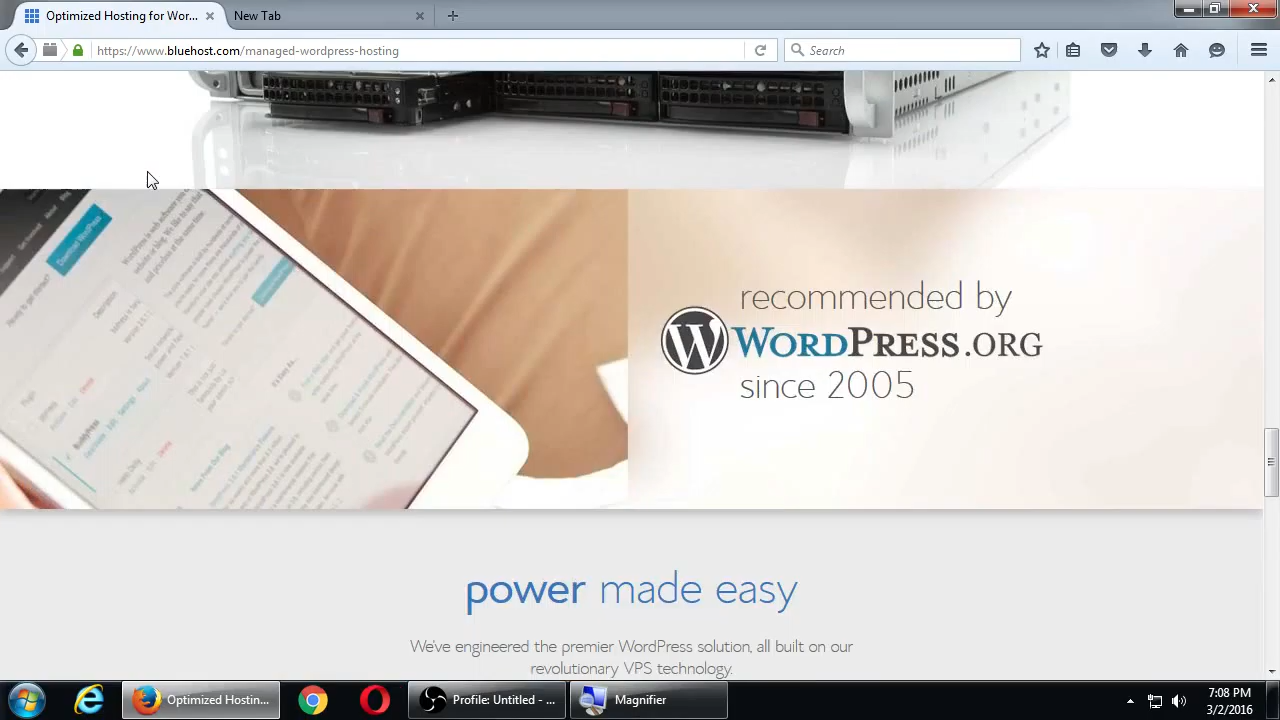 Optimized Hosting for Wor...
New Tab
https://www.bluehost.com/managed-wordpress-hosting
Search
Download WordPress
recommended by
WORDPRESS.ORG
since 2005
power made easy
We've engineered the premier WordPress solution, all built on our
revolutionary VPS technology.
Optimized Hostin...
Profile: Untitled - ...
Magnifier
7:08 PM
3/2/2016